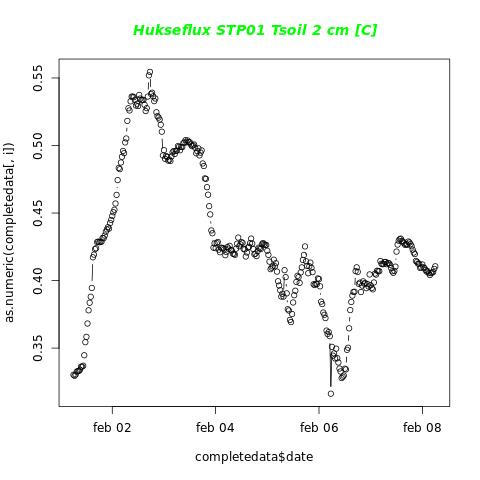 Hukseflux STP01 Tsoil 2 cm [C]
as.numeric(completedata[, i])
0.55
0.50
0.45
0.40
0.35
feb 02
feb 04
feb 06
feb 08
completedata$date